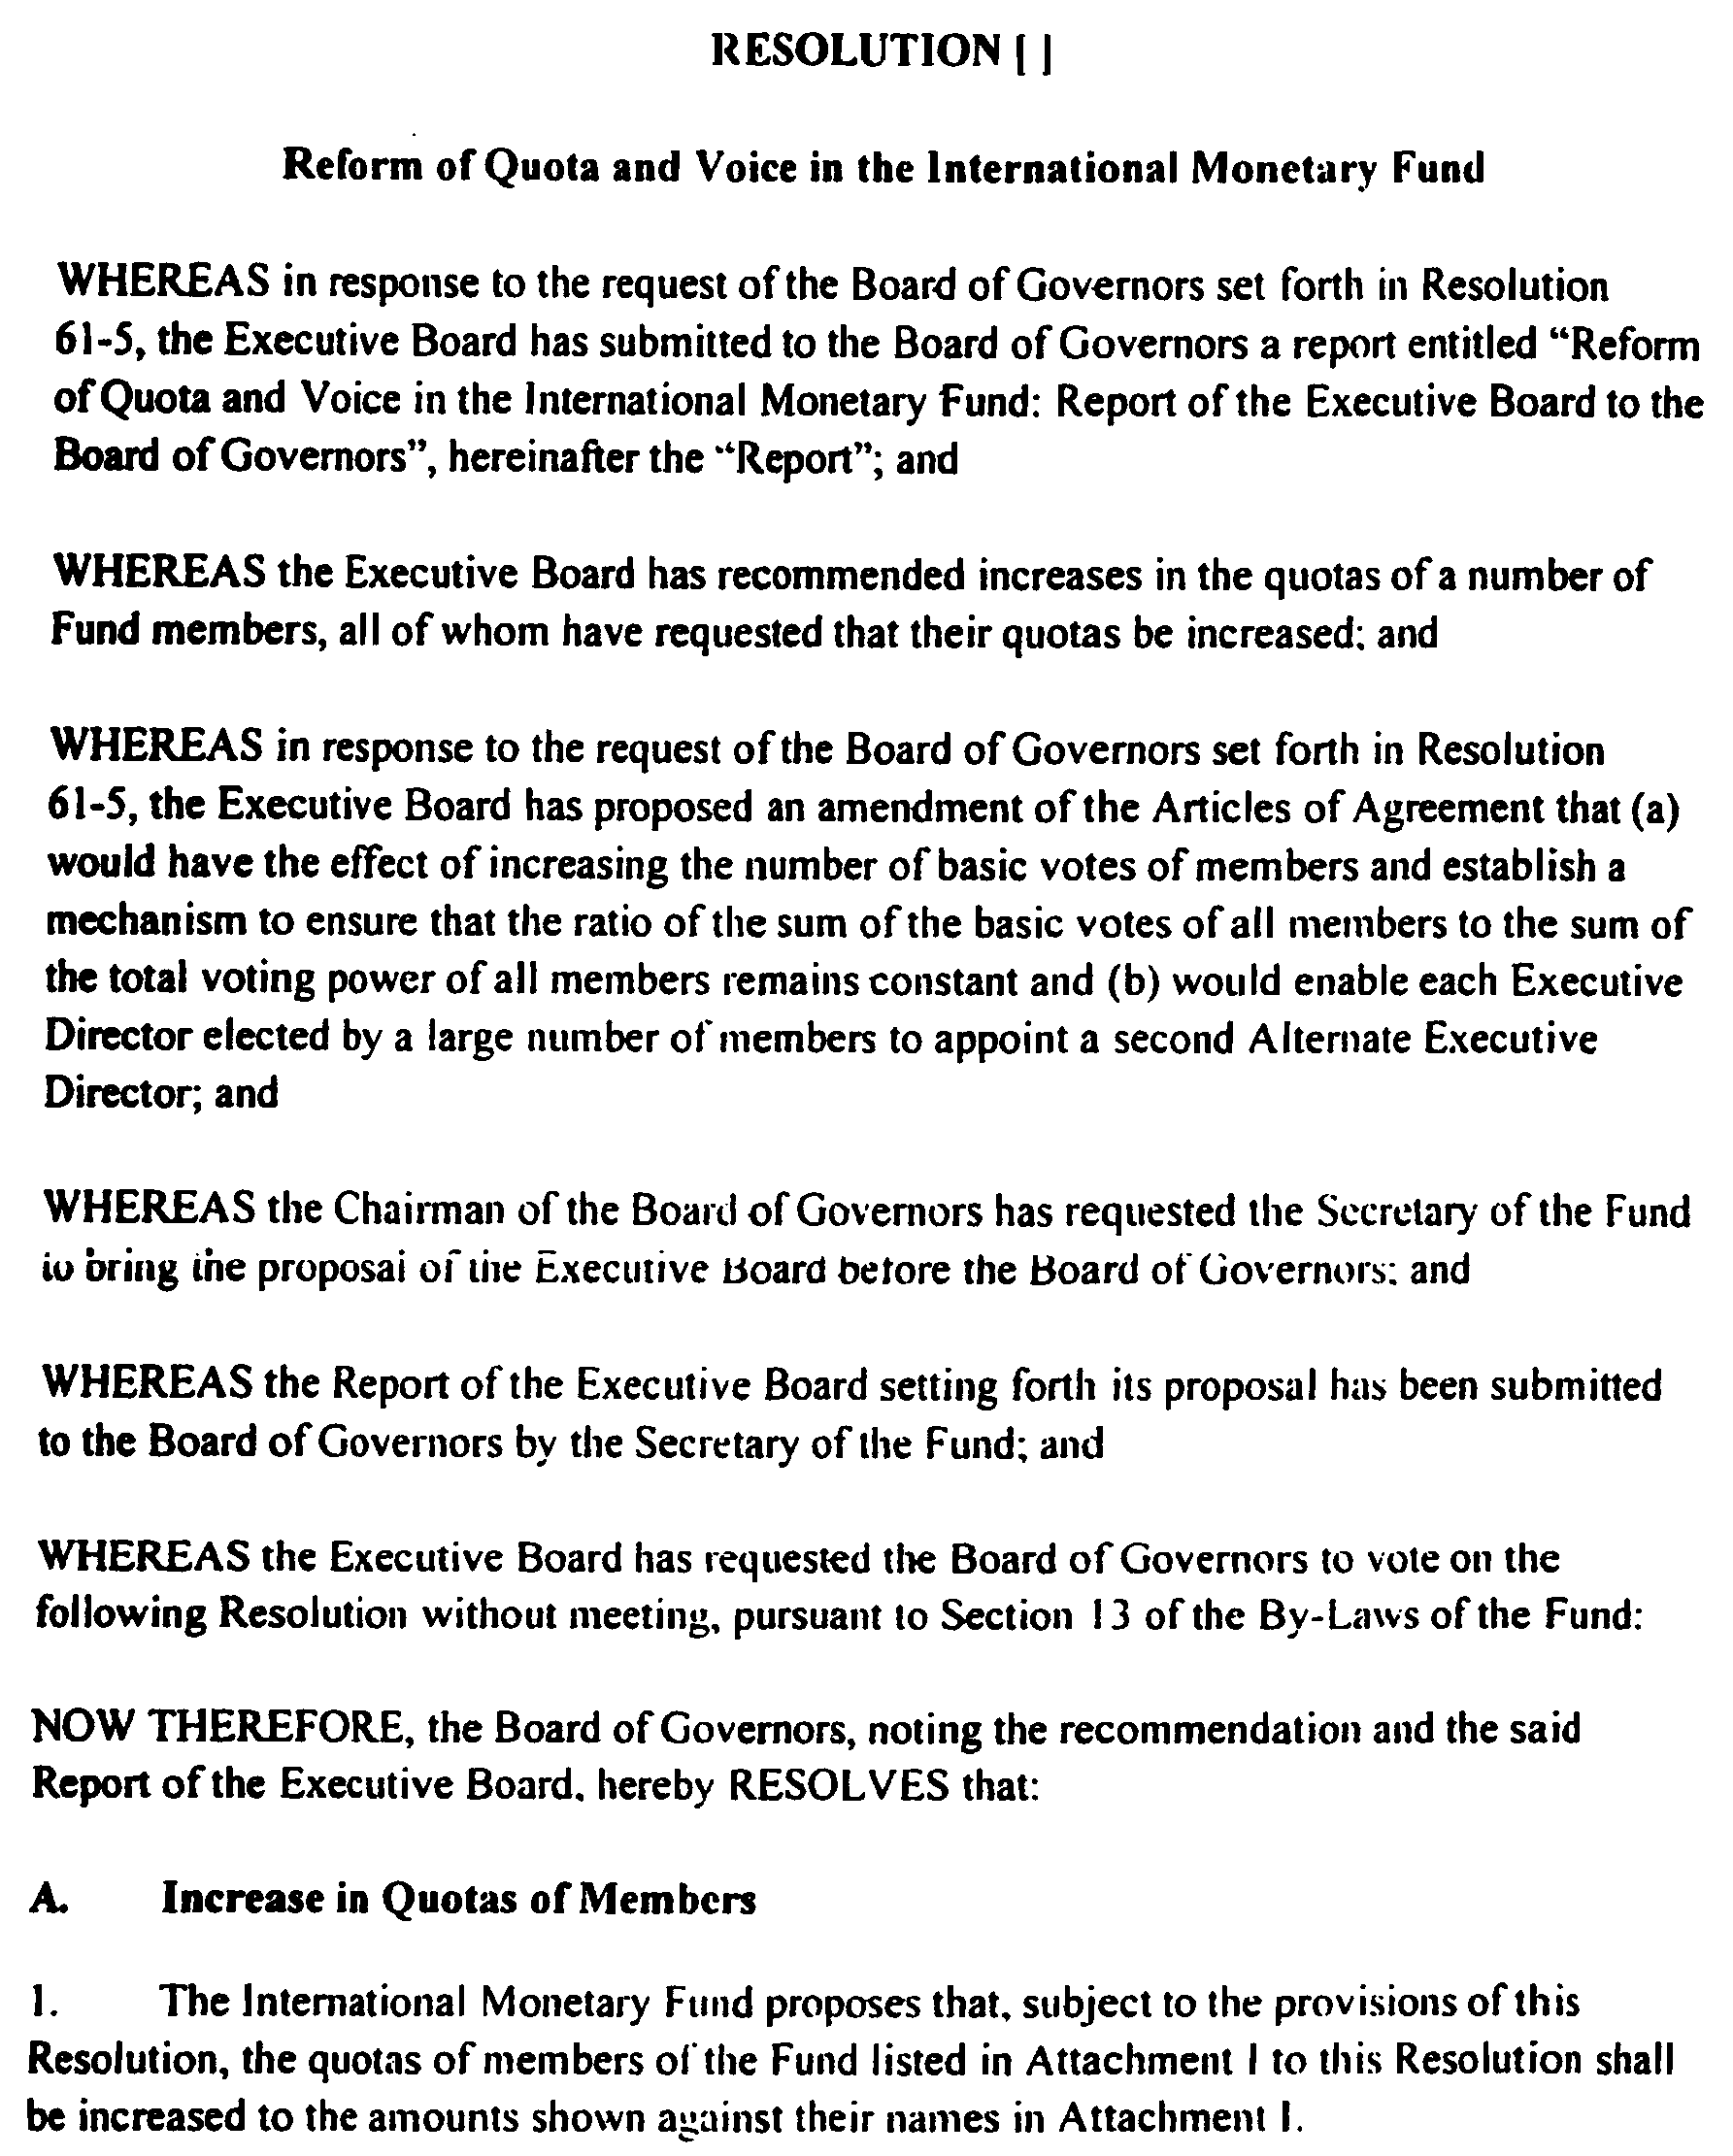 RESOLUTION [ ]
Reform of Quota and Voice in the International Monetary Fund
WHEREAS in response to the request of the Board of Governors set forth in Resolution
61-5, the Executive Board has submitted to the Board of Governors a report entitled “Reform
of Quota and Voice in the International Monetary Fund: Report of the Executive Board to the
Board of Governors”, hereinafter the “Report”; and
WHEREAS the Executive Board has recommended increases in the quotas of a number of
Fund members, all of whom have requested that their quotas be increased; and
WHEREAS in response to the request of the Board of Governors set forth in Resolution
61-5, the Executive Board has proposed an amendment of the Articles of Agreement that (a)
would have the effect of increasing the number of basic votes of members and establish a
mechanism to ensure that the ratio of the sum of the basic votes of all members to the sum of
the total voting power of all members remains constant and (b) would enable each Executive
Director elected by a large number of members to appoint a second Alternate Executive
Director; and
WHEREAS the Chairman of the Board of Governors has requested the Secretary of the Fund
to bring the proposal of the Executive Board before the Board of Governors; and
WHEREAS the Report of the Executive Board setting forth its proposal has been submitted
to the Board of Governors by the Secretary of the Fund; and
WHEREAS the Executive Board has requested the Board of Governors to vote on the
following Resolution without meeting, pursuant to Section 13 of the By-Laws of the Fund:
NOW THEREFORE, the Board of Governors, noting the recommendation and the said
Report of the Executive Board, hereby RESOLVES that:
A. Increase in Quotas of Members
1. The International Monetary Fund proposes that, subject to the provisions of this
Resolution, the quotas of members of the Fund listed in Attachment I to this Resolution shall
be increased to the amounts shown against their names in Attachment I.